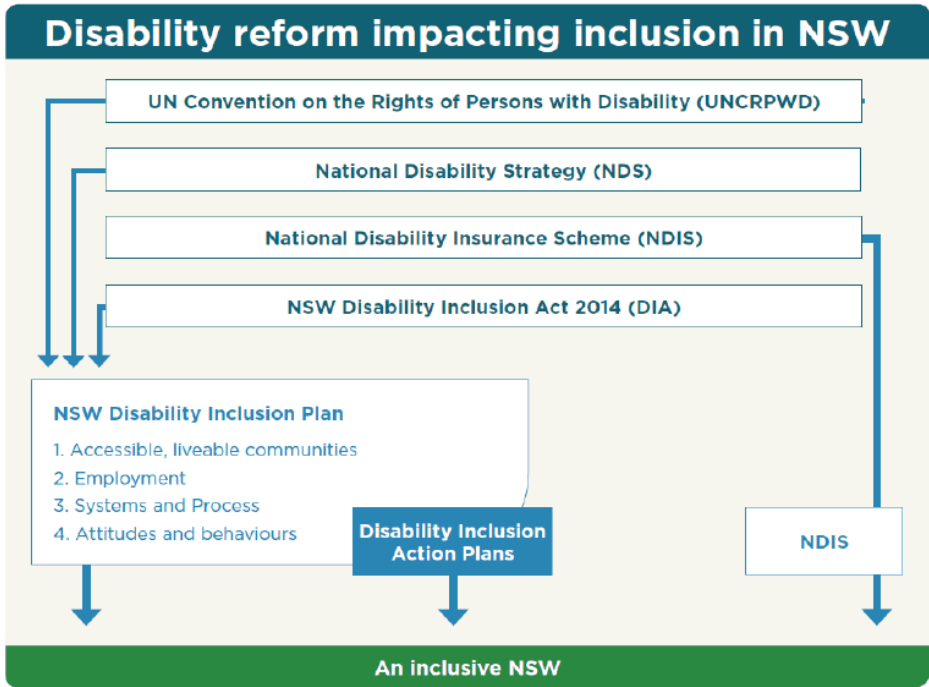 Disability reform impacting inclusion in NSW
UN Convention on the Rights of Persons with Disability (UNCRPWD)
National Disability Strategy (NDS)
National Disability Insurance Scheme (NDIS)
NSW Disability Inclusion Act 2014 (DIA)
NSW Disability Inclusion Plan
1. Accessible, liveable communities
2. Employment
3. Systems and Process
4. Attitudes and behaviours
Disability Inclusion
Action Plans
NDIS
An inclusive NSW